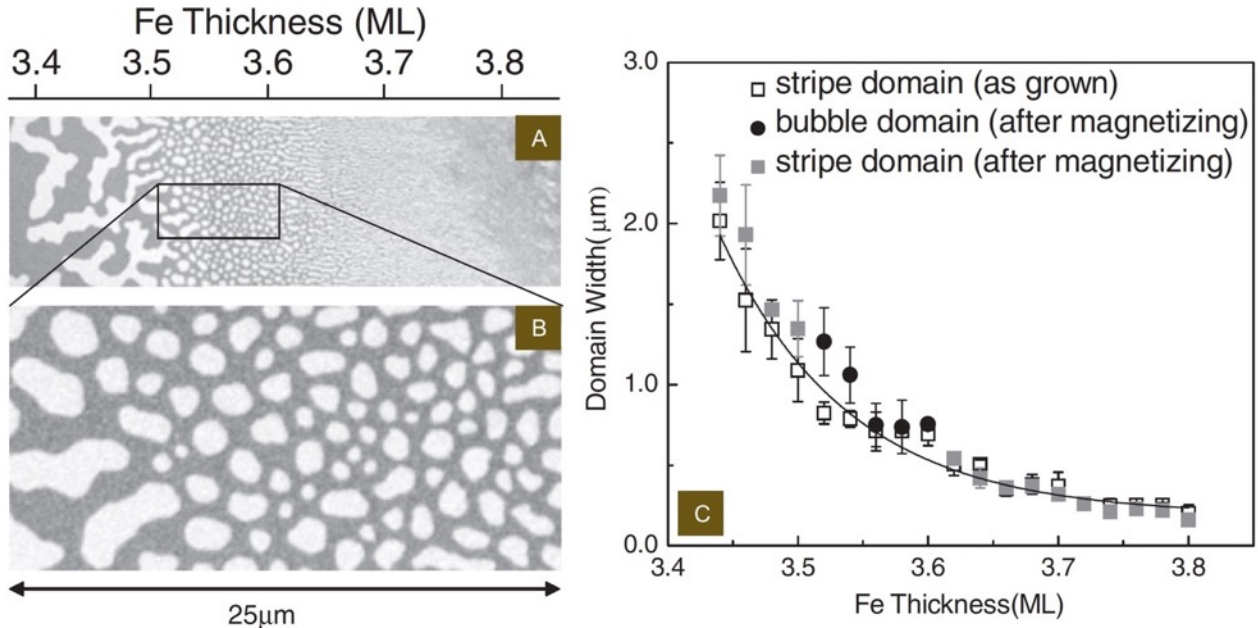 Fe Thickness (ML)
3.4 3.5 3.6 3.7 3.8
A
B
25μm
3.0
2.0
1.0
0.0
Domain Width(μm)
□ stripe domain (as grown)
● bubble domain (after magnetizing)
■ stripe domain (after magnetizing)
C
3.4 3.5 3.6 3.7 3.8
Fe Thickness(ML)